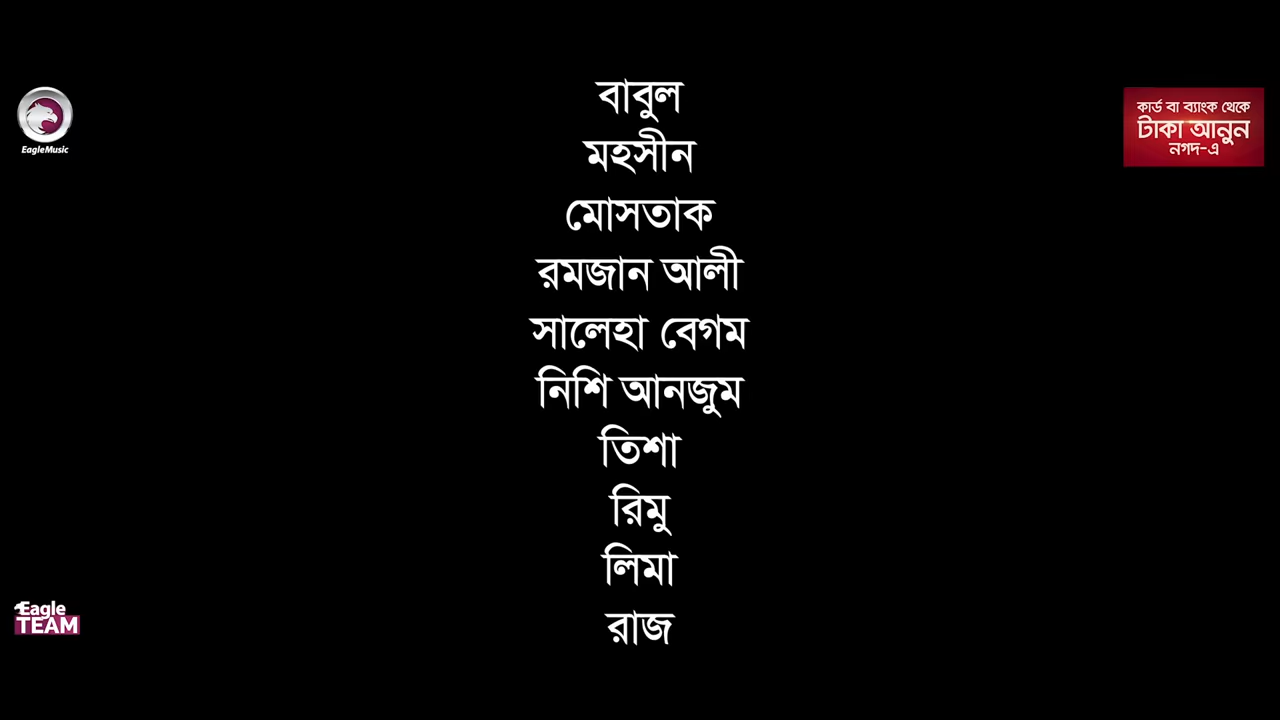 বাবুল
মহসীন
মোসতাক
রমজান আলী
সালেহা বেগম
নিশি আনজুম
তিশা
রিমু
লিমা
রাজ
EagleMusic
কার্ড বা ব্যাংক থেকে
টাকা আনুন
নগদ-এ
Eagle
TEAM